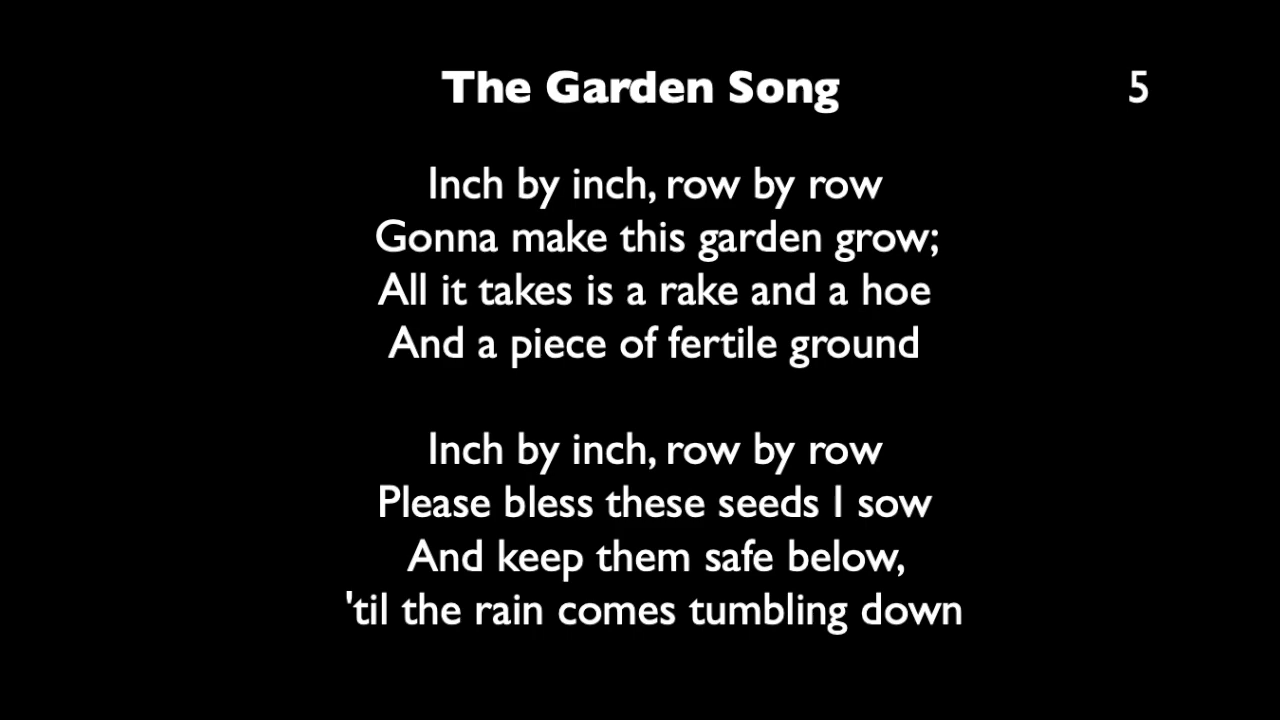 The Garden Song
5
Inch by inch, row by row
Gonna make this garden grow;
All it takes is a rake and a hoe
And a piece of fertile ground
Inch by inch, row by row
Please bless these seeds I sow
And keep them safe below,
'til the rain comes tumbling down